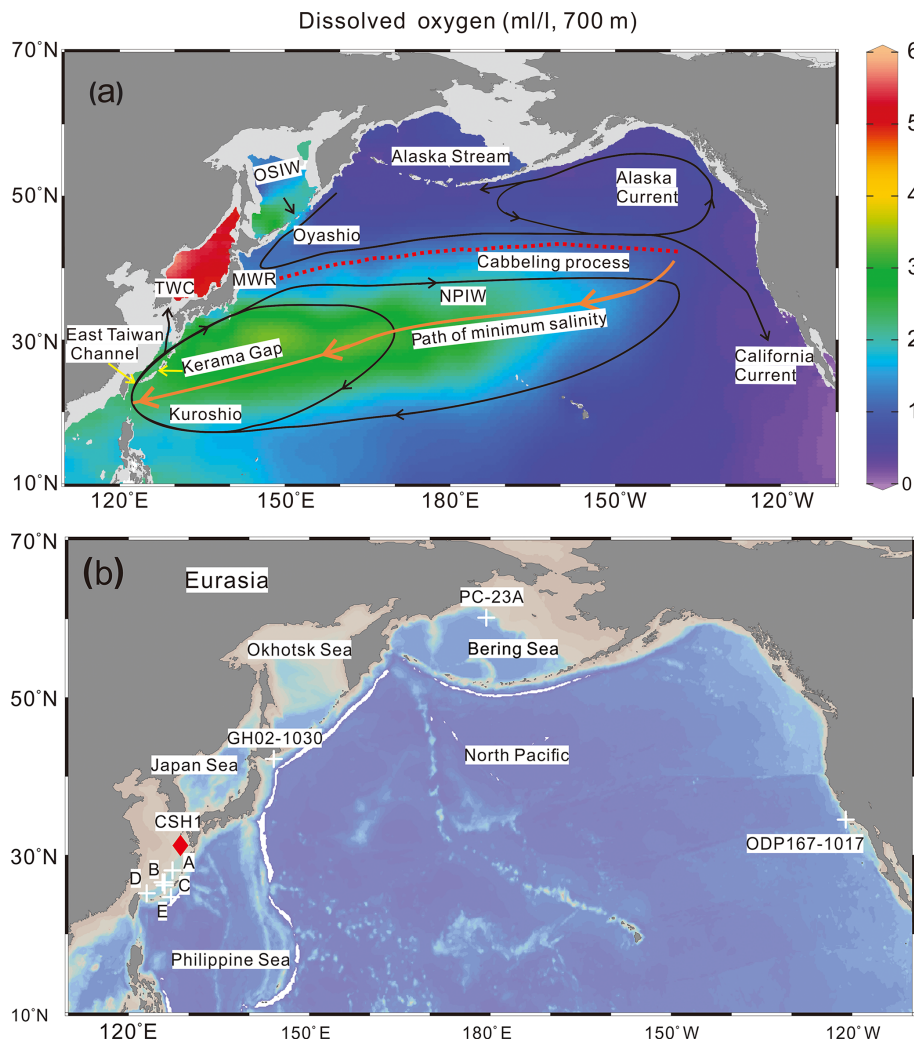 Dissolved oxygen (ml/l, 700 m)
70°N
6
(a)
5
OSIW
Alaska Stream
50°N
Alaska
Current
4
Oyashio
Cabbeling process
MWR
TWC
NPIW
3
30°N
East Taiwan
Channel
Path of minimum salinity
Kerama Gap
California
Current
2
Kuroshio
1
10°N
0
120°E
150°E
180°E
150°W
120°W
70°N
(b)
Eurasia
PC-23A
Okhotsk Sea
Bering Sea
50°N
GH02-1030
North Pacific
Japan Sea
CSH1
ODP167-1017
30°N
A
B
D
C
E
Philippine Sea
10°N
120°E
150°E
180°E
150°W
120°W